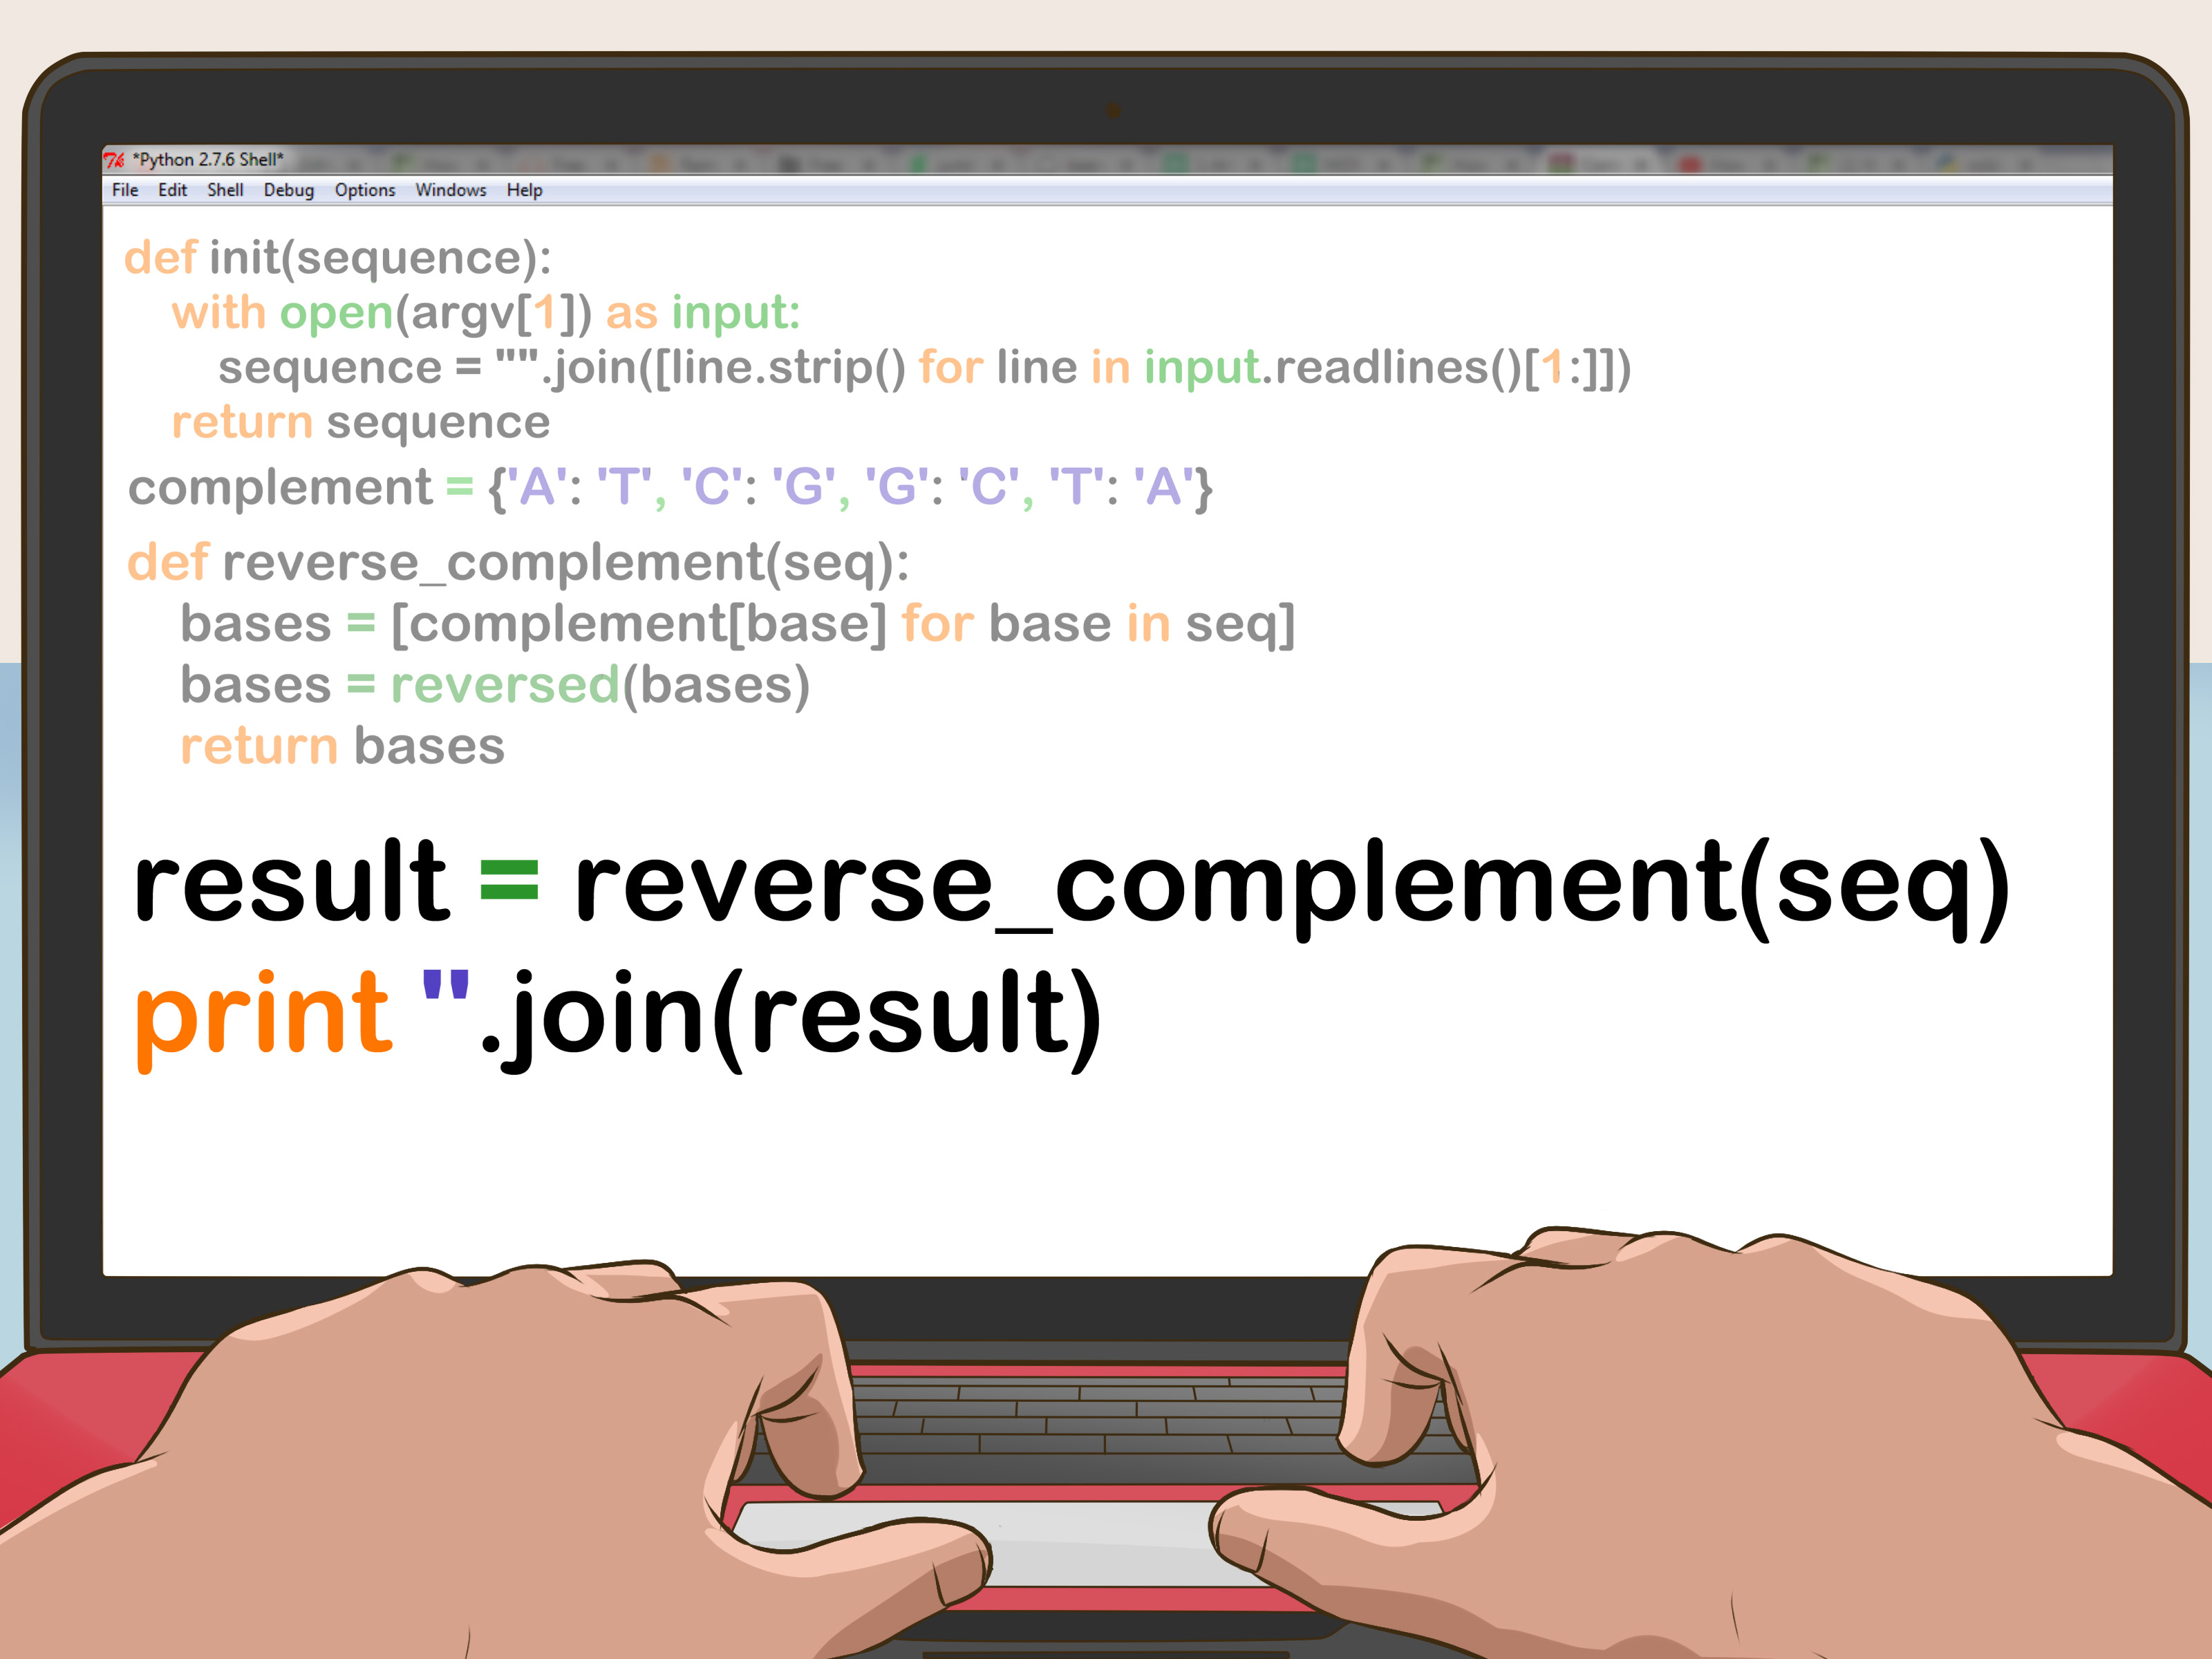 *Python 2.7.6 Shell*
File Edit Shell Debug Options Windows Help
def init(sequence):
with open(argv[1]) as input:
sequence = """.join([line.strip() for line in input.readlines()[1:]])
return sequence
complement = {'A': 'T', 'C': 'G', 'G': 'C', 'T': 'A'}
def reverse_complement(seq):
bases = [complement[base] for base in seq]
bases = reversed(bases)
return bases
result = reverse_complement(seq)
print ".join(result)